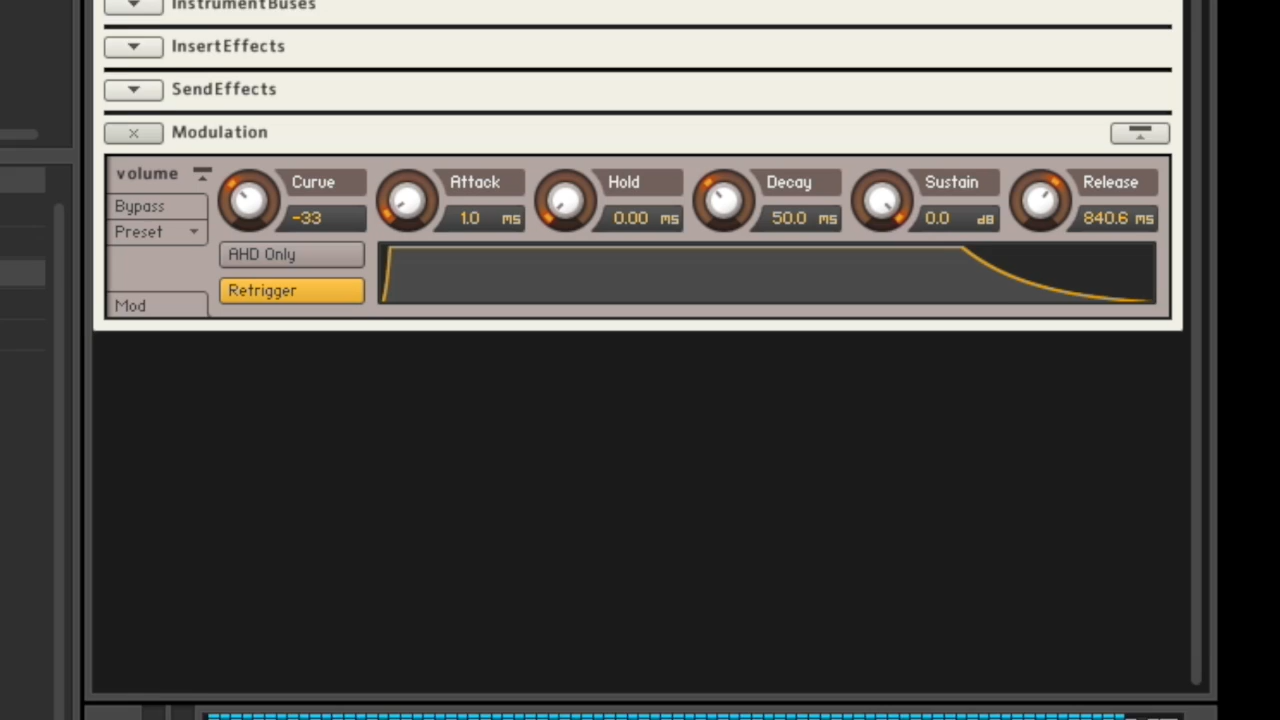 InstrumentBuses
InsertEffects
SendEffects
× Modulation
volume
Curve
Attack
Hold
Decay
Sustain
Release
Bypass
-33
1.0 ms
0.00 ms
50.0 ms
0.0 dB
840.6 ms
Preset
AHD Only
Retrigger
Mod